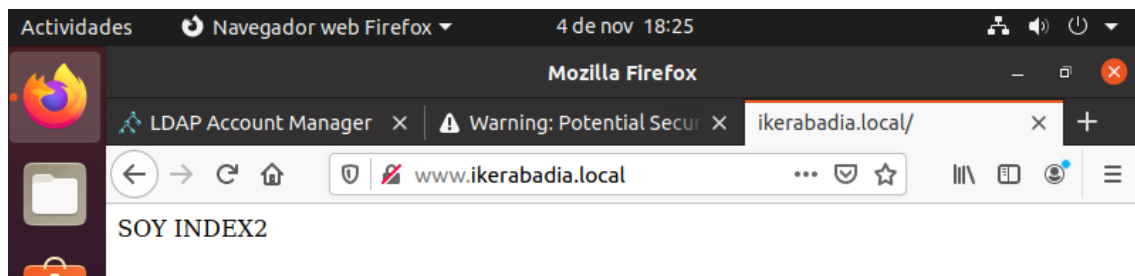 Actividades Navegador web Firefox 4 de nov 18:25
Mozilla Firefox
LDAP Account Manager Warning: Potential Secur ikerabadia.local/
www.ikerabadia.local
SOY INDEX2